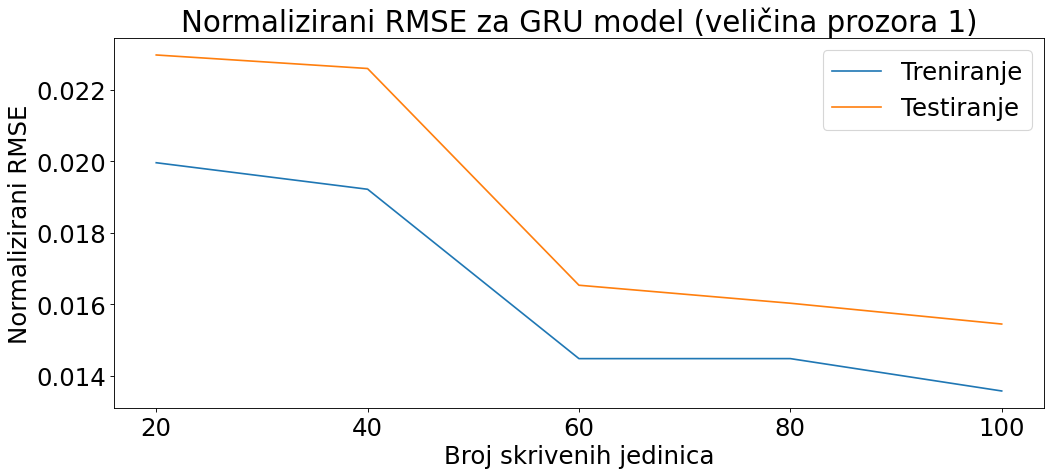 Normalizirani RMSE za GRU model (veličina prozora 1)
Treniranje
Testiranje
Normalizirani RMSE
0.022
0.020
0.018
0.016
0.014
20 40 60 80 100
Broj skrivenih jedinica